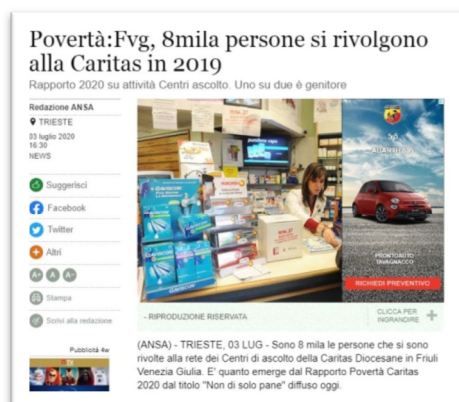 Povertà:Fvg, 8mila persone si rivolgono
alla Caritas in 2019
Rapporto 2020 su attività Centri ascolto. Uno su due è genitore
Redazione ANSA
TRIESTE
03 luglio 2020
16:30
NEWS
Suggerisci
Facebook
Twitter
Altri
A+ A A-
Stampa
Scrivi alla redazione
Pubblicità 4w
PRONTOAUTO
TAVAGNACCO
RICHIEDI PREVENTIVO
- RIPRODUZIONE RISERVATA
CLICCA PER
INGRANDIRE
(ANSA) - TRIESTE, 03 LUG - Sono 8 mila le persone che si sono
rivolte alla rete dei Centri di ascolto della Caritas Diocesane in Friuli
Venezia Giulia. E' quanto emerge dal Rapporto Povertà Caritas
2020 dal titolo "Non di solo pane" diffuso oggi.